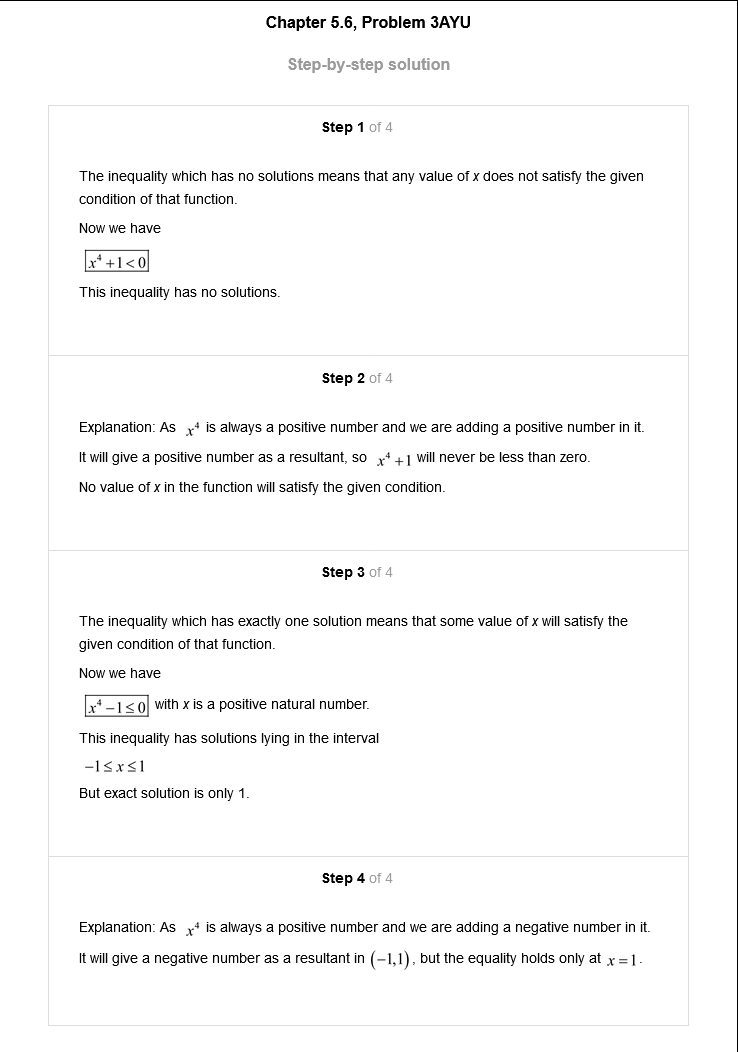 Chapter 5.6, Problem 3AYU
Step-by-step solution
Step 1 of 4
The inequality which has no solutions means that any value of x does not satisfy the given
condition of that function.
Now we have
x⁴ + 1 < 0
This inequality has no solutions.
Step 2 of 4
Explanation: As x⁴ is always a positive number and we are adding a positive number in it.
It will give a positive number as a resultant, so x⁴ + 1 will never be less than zero.
No value of x in the function will satisfy the given condition.
Step 3 of 4
The inequality which has exactly one solution means that some value of x will satisfy the
given condition of that function.
Now we have
x⁴ − 1 ≤ 0 with x is a positive natural number.
This inequality has solutions lying in the interval
−1 ≤ x ≤ 1
But exact solution is only 1.
Step 4 of 4
Explanation: As x⁴ is always a positive number and we are adding a negative number in it.
It will give a negative number as a resultant in (−1,1), but the equality holds only at x = 1.